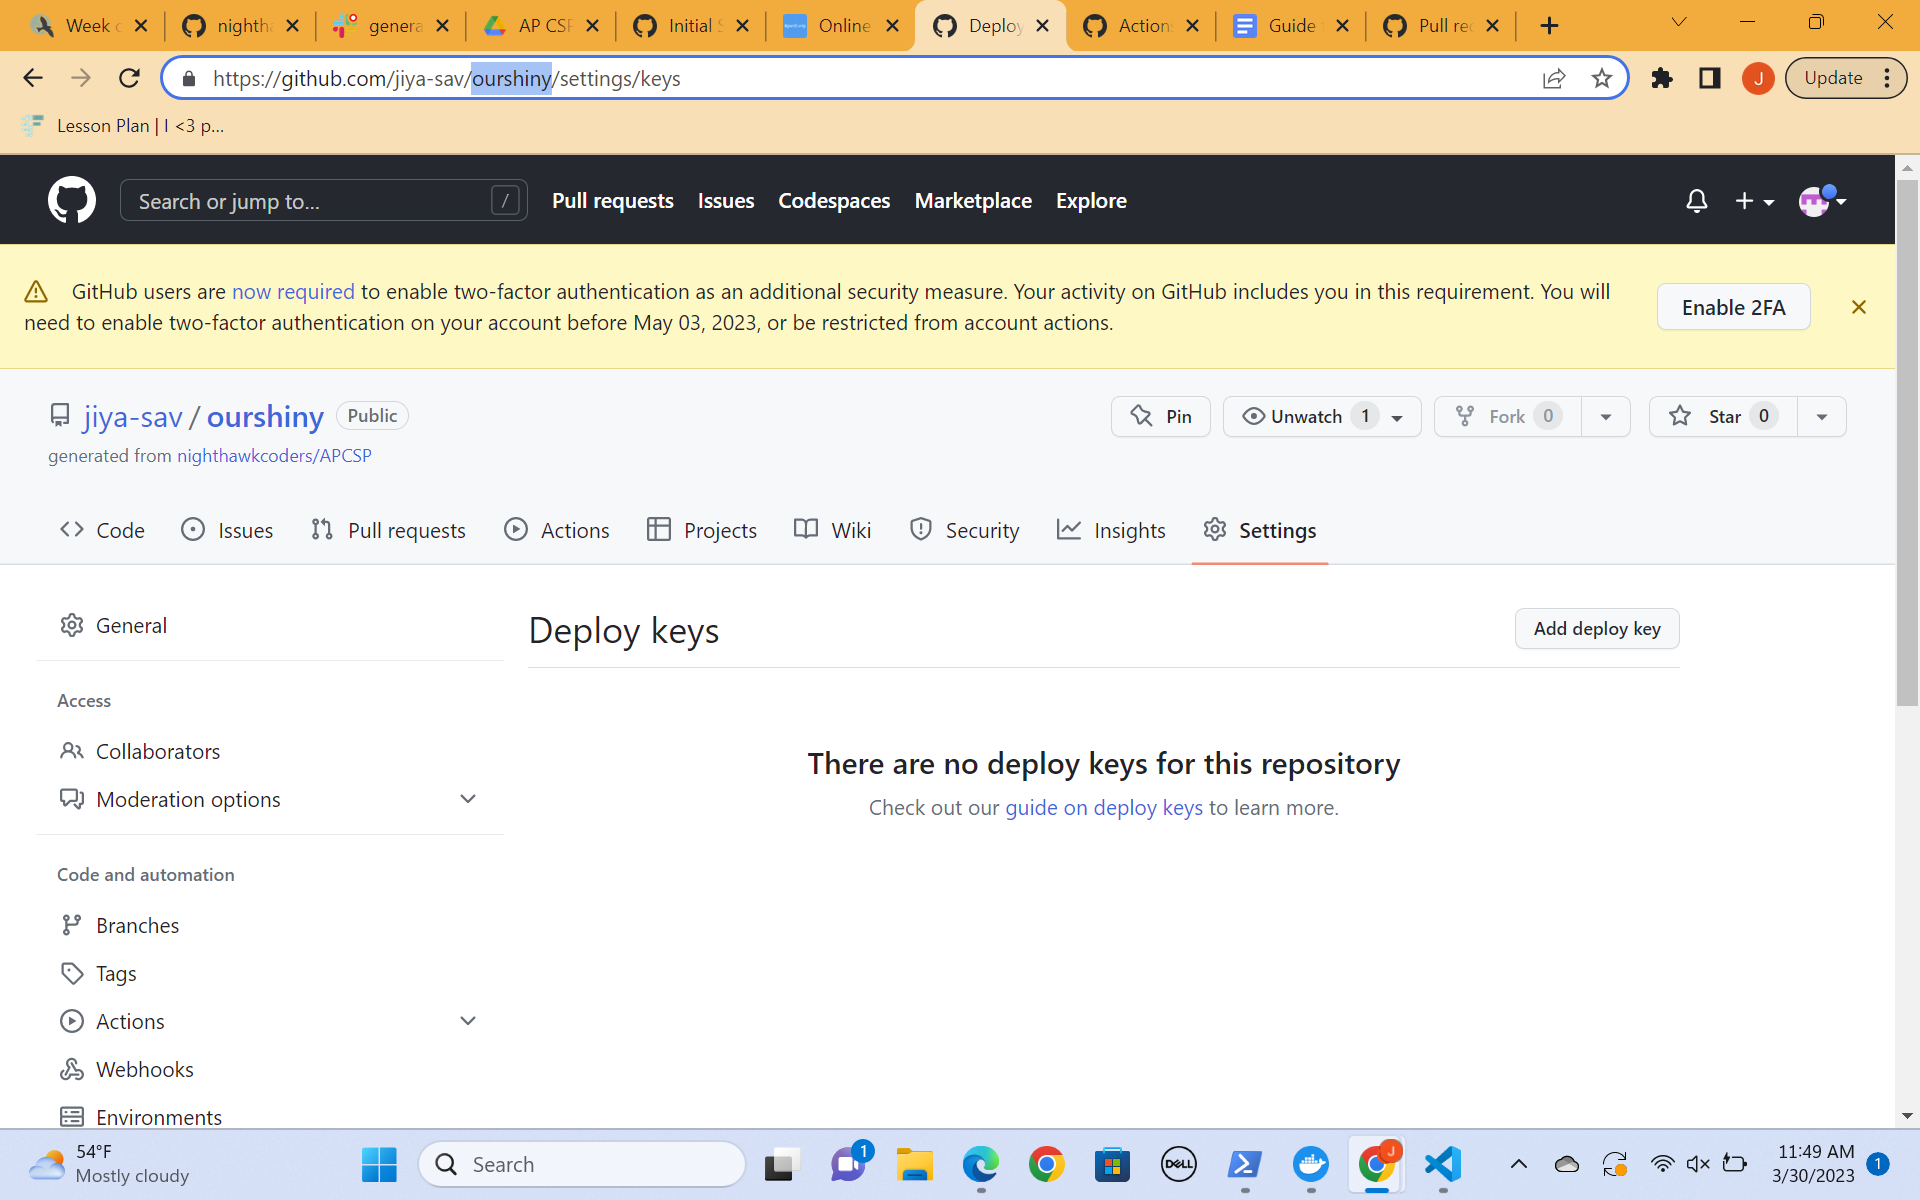 Week
nightha
genera
AP CSP
Initial S
Online
Deploy
Action
Guide
Pull rec
https://github.com/jiya-sav/ourshiny/settings/keys
J
Update
Lesson Plan | I <3 p...
Search or jump to...
/
Pull requests
Issues
Codespaces
Marketplace
Explore
GitHub users are now required to enable two-factor authentication as an additional security measure. Your activity on GitHub includes you in this requirement. You will
need to enable two-factor authentication on your account before May 03, 2023, or be restricted from account actions.
Enable 2FA
jiya-sav / ourshiny
Public
Pin
Unwatch 1
Fork 0
Star 0
generated from nighthawkcoders/APCSP
Code
Issues
Pull requests
Actions
Projects
Wiki
Security
Insights
Settings
General
Access
Collaborators
Moderation options
Code and automation
Branches
Tags
Actions
Webhooks
Environments
Deploy keys
Add deploy key
There are no deploy keys for this repository
Check out our guide on deploy keys to learn more.
54°F
Mostly cloudy
Search
1
DELL
J
11:49 AM
3/30/2023
1